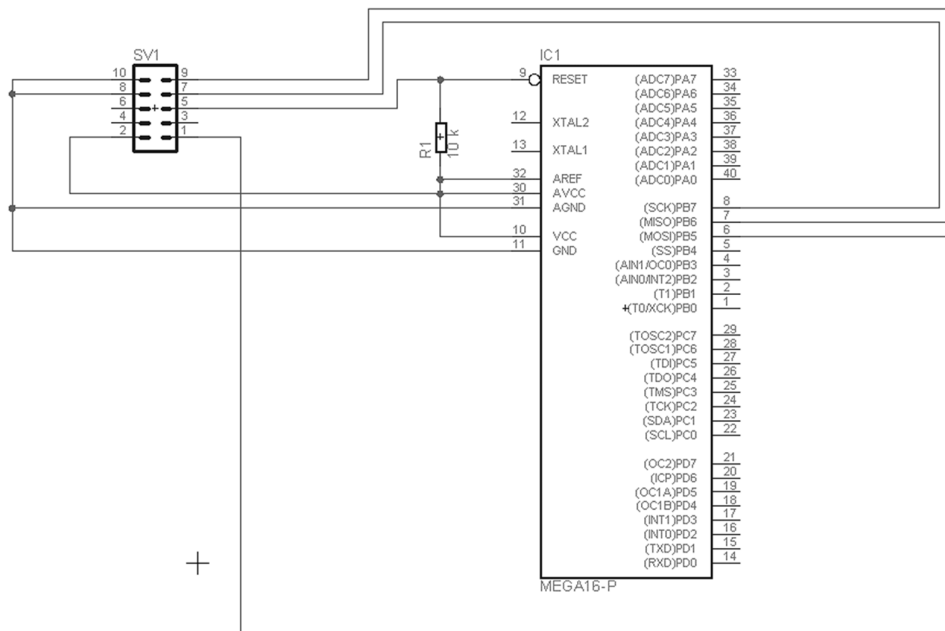 SV1
10 9
8 7
6 5
4 3
2 1
R1
10 k
IC1
9 RESET
12 XTAL2
13 XTAL1
32 AREF
30 AVCC
31 AGND
10 VCC
11 GND
(ADC7)PA7 33
(ADC6)PA6 34
(ADC5)PA5 35
(ADC4)PA4 36
(ADC3)PA3 37
(ADC2)PA2 38
(ADC1)PA1 39
(ADC0)PA0 40
(SCK)PB7 8
(MISO)PB6 7
(MOSI)PB5 6
(SS)PB4 5
(AIN1/OC0)PB3 4
(AIN0/INT2)PB2 3
(T1)PB1 2
(T0/XCK)PB0 1
(TOSC2)PC7 29
(TOSC1)PC6 28
(TDI)PC5 27
(TDO)PC4 26
(TMS)PC3 25
(TCK)PC2 24
(SDA)PC1 23
(SCL)PC0 22
(OC2)PD7 21
(ICP)PD6 20
(OC1A)PD5 19
(OC1B)PD4 18
(INT1)PD3 17
(INT0)PD2 16
(TXD)PD1 15
(RXD)PD0 14
MEGA16-P